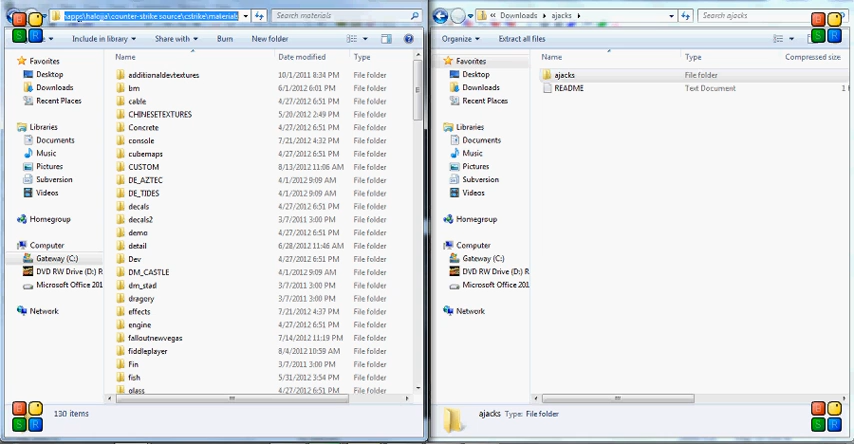 \apps\halojja\counter-strike source\cstrike\materials
Search materials
Include in library
Share with
Burn
New folder
Favorites
Desktop
Downloads
Recent Places
Libraries
Documents
Music
Pictures
Subversion
Videos
Homegroup
Computer
Gateway (C:)
DVD RW Drive (D:) R
Microsoft Office 201
Network
Name Date modified Type
additionaldevtextures 10/1/2011 8:34 PM File folder
bm 6/1/2012 6:01 PM File folder
cable 4/27/2012 6:51 PM File folder
CHINESETEXTURES 5/20/2012 2:49 PM File folder
Concrete 4/27/2012 6:51 PM File folder
console 7/21/2012 4:32 PM File folder
cubemaps 4/27/2012 6:51 PM File folder
CUSTOM 8/13/2012 11:06 AM File folder
DE_AZTEC 4/1/2012 9:09 AM File folder
DE_TIDES 4/1/2012 9:09 AM File folder
decals 4/27/2012 6:51 PM File folder
decals2 3/7/2011 3:00 PM File folder
demo 4/27/2012 6:51 PM File folder
detail 6/28/2012 11:46 AM File folder
Dev 4/27/2012 6:51 PM File folder
DM_CASTLE 4/1/2012 9:09 AM File folder
dm_stad 3/7/2011 3:00 PM File folder
dragory 3/7/2011 3:00 PM File folder
effects 7/21/2012 4:37 PM File folder
engine 4/27/2012 6:51 PM File folder
falloutnewvegas 7/14/2012 11:19 PM File folder
fiddleplayer 8/4/2012 10:59 AM File folder
Fin 3/7/2011 3:00 PM File folder
fish 5/31/2012 3:54 PM File folder
glass 4/27/2012 6:51 PM File folder
130 items
« Downloads ajacks
Search ajacks
Organize
Extract all files
Favorites
Desktop
Downloads
Recent Places
Libraries
Documents
Music
Pictures
Subversion
Videos
Homegroup
Computer
Gateway (C:)
DVD RW Drive (D:) R
Microsoft Office 201
Network
Name Type Compressed size
ajacks File folder
README Text Document 1
ajacks Type: File folder